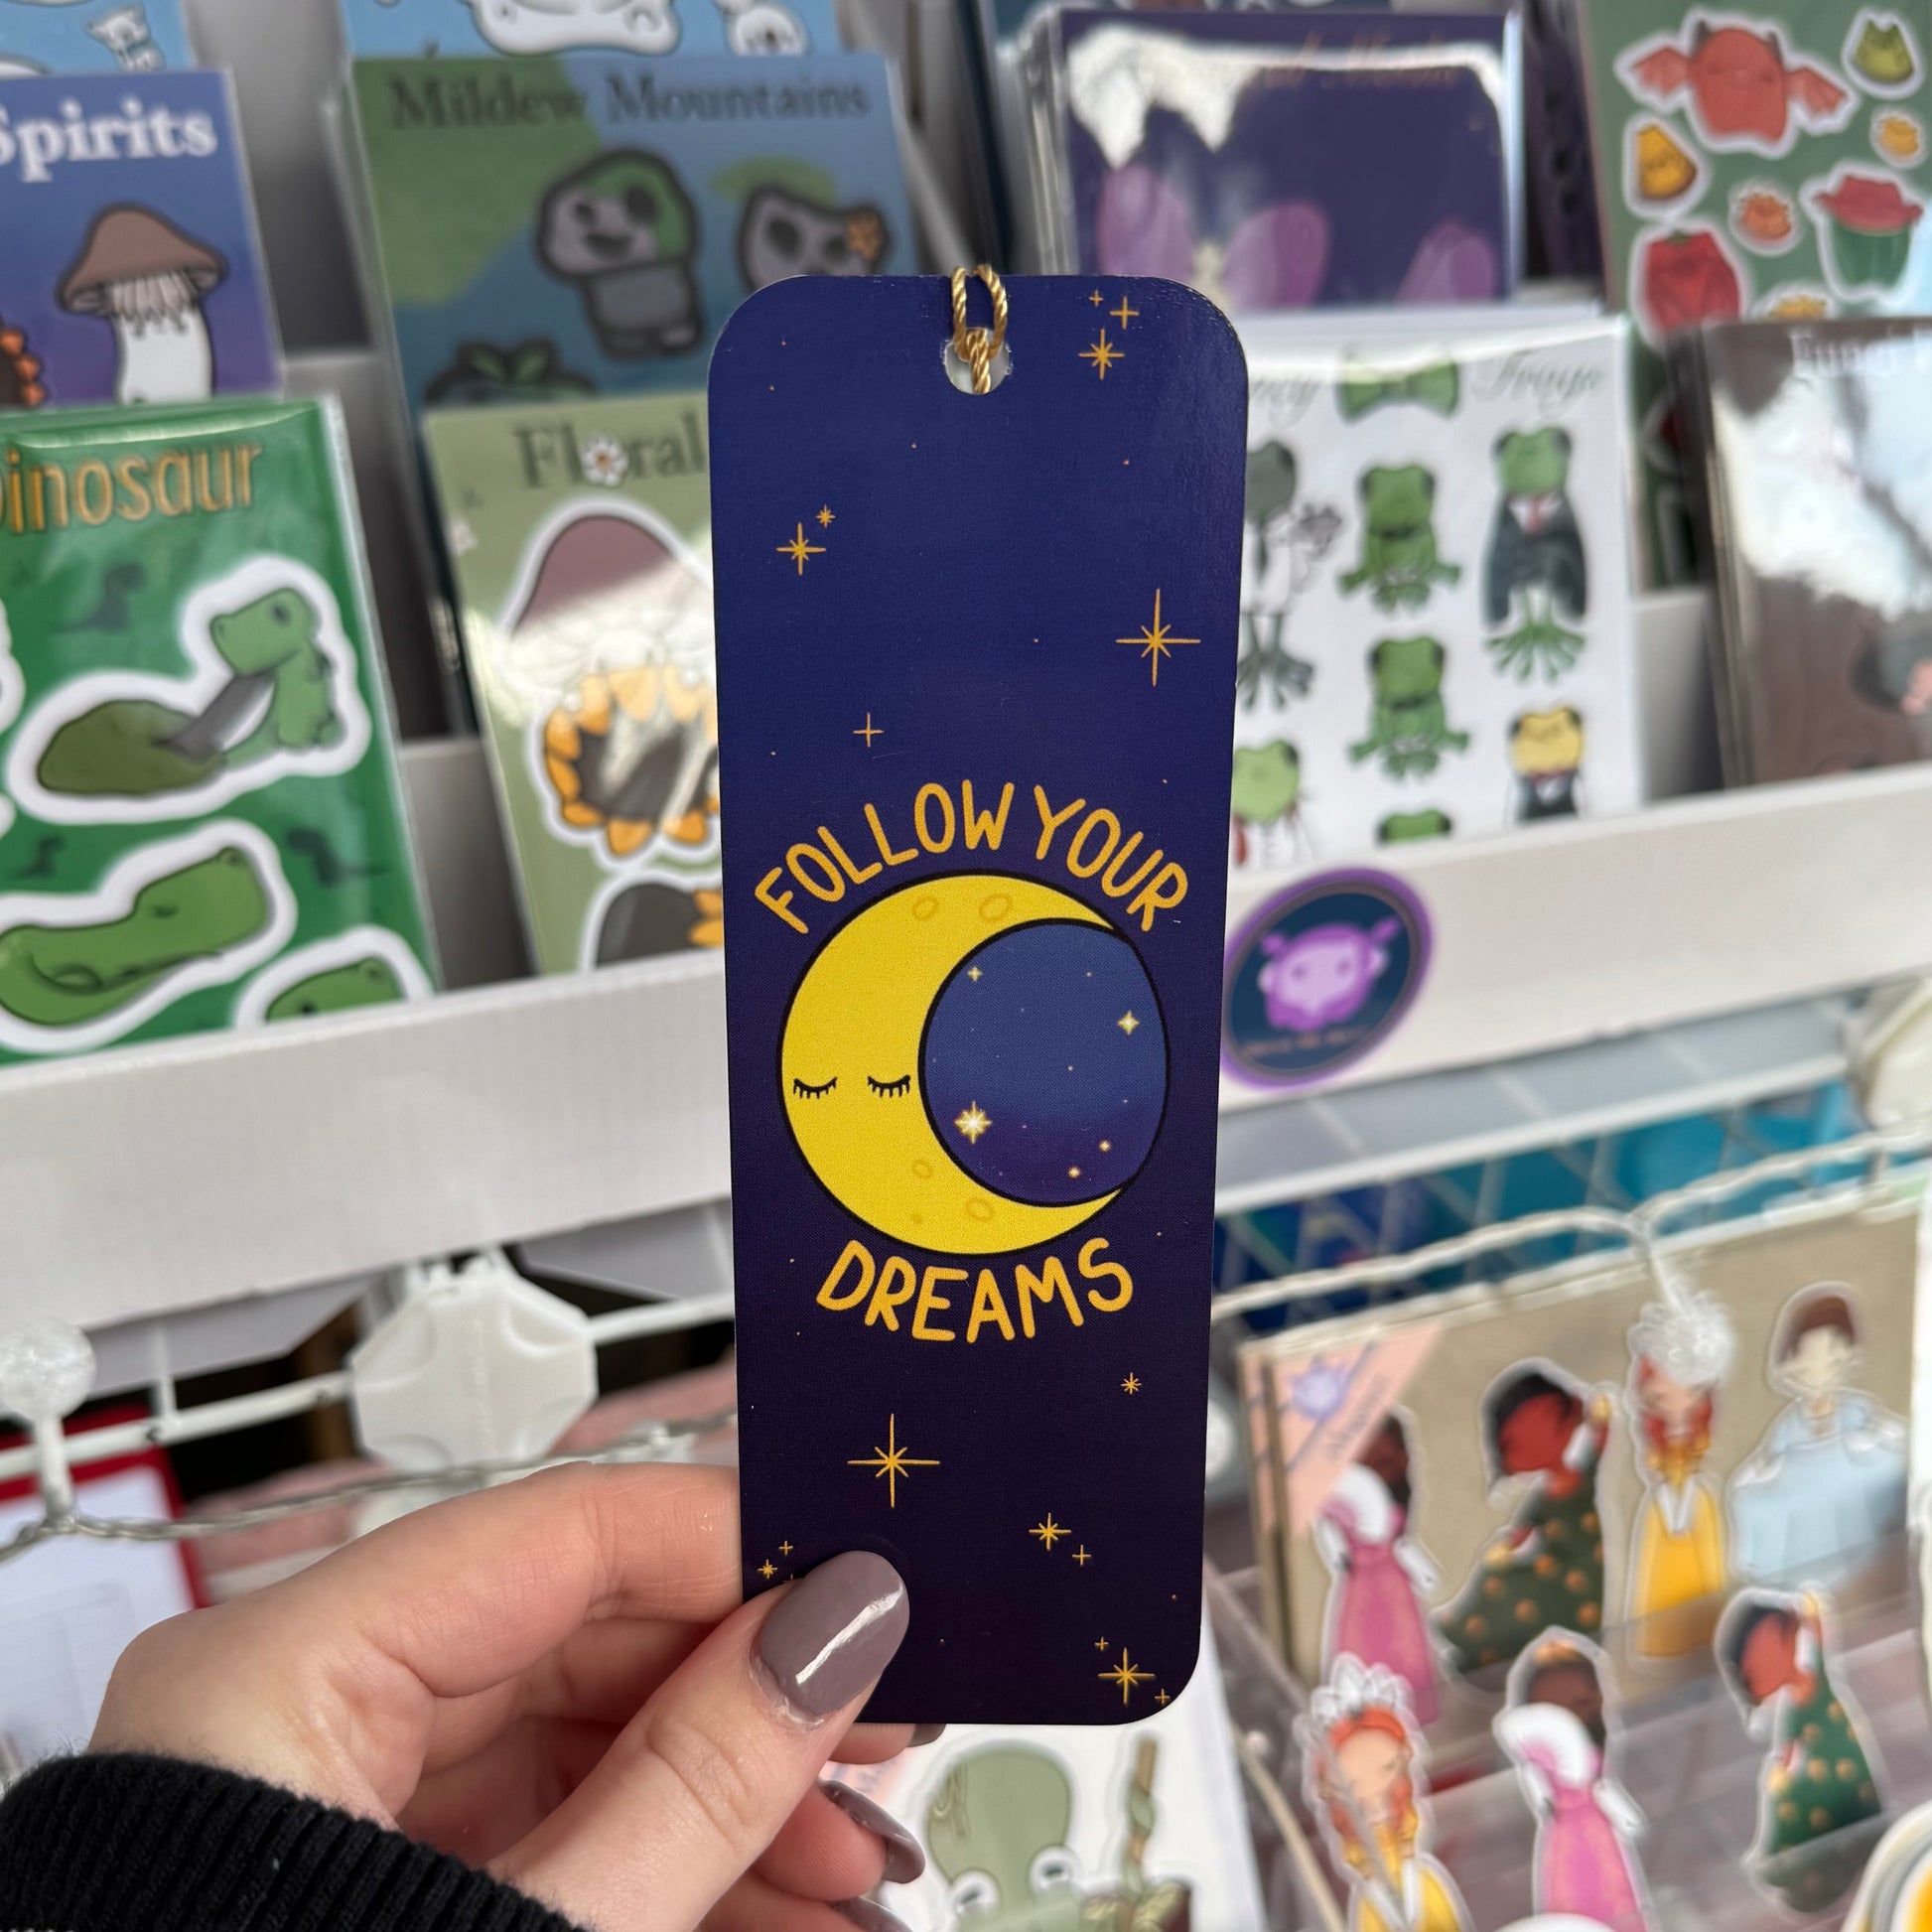 Spirits
Mildew Mountains
Dinosaur
Floral
FOLLOW YOUR
DREAMS